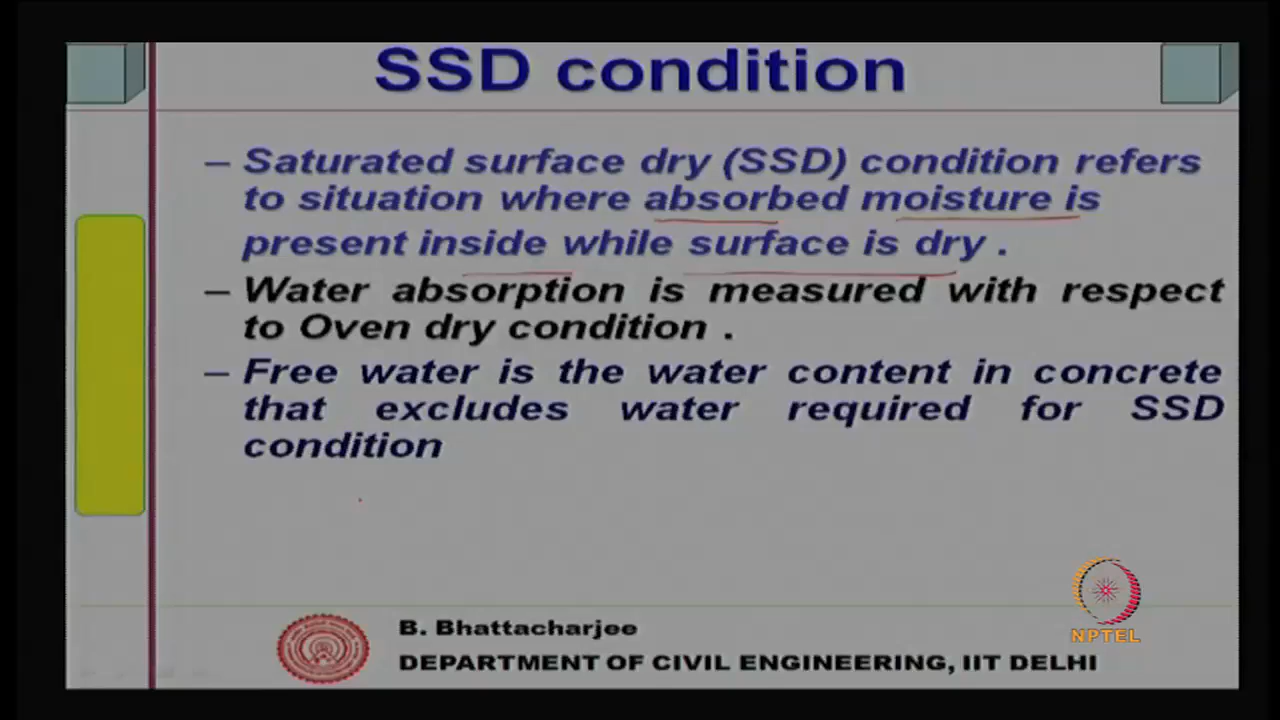 SSD condition
– Saturated surface dry (SSD) condition refers
to situation where absorbed moisture is
present inside while surface is dry .
– Water absorption is measured with respect
to Oven dry condition .
– Free water is the water content in concrete
that excludes water required for SSD
condition
B. Bhattacharjee
DEPARTMENT OF CIVIL ENGINEERING, IIT DELHI
NPTEL